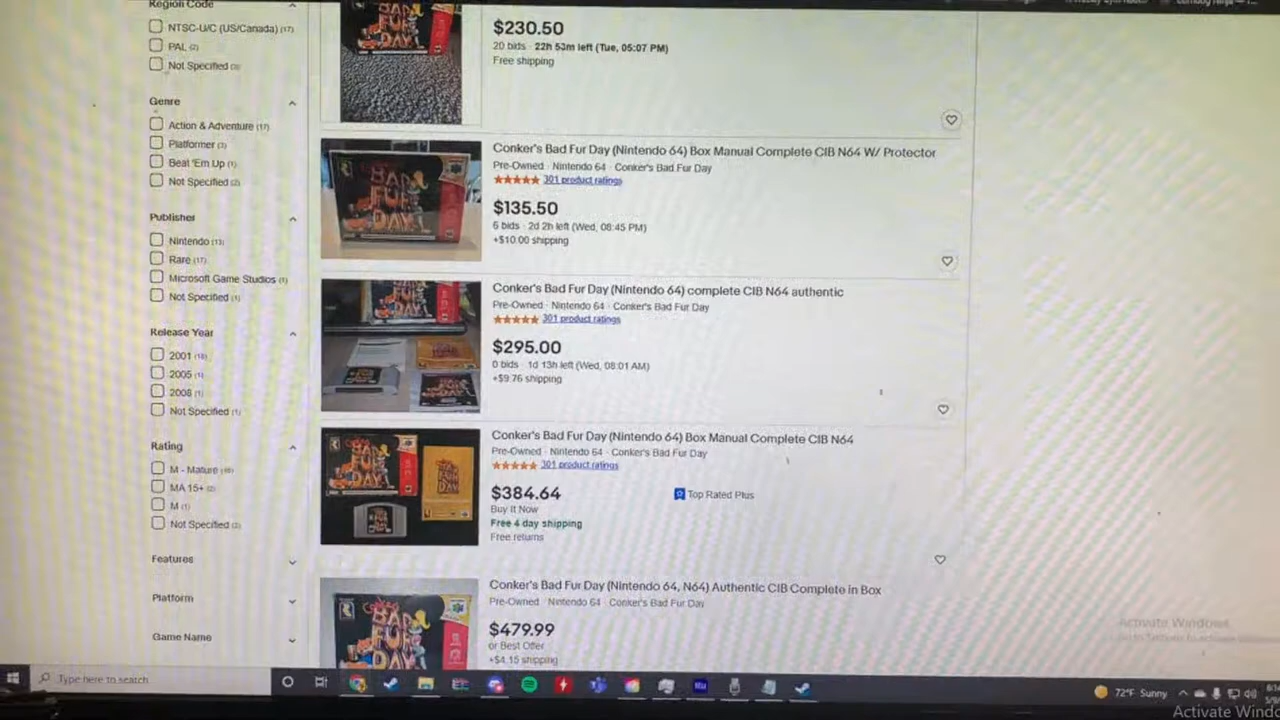 Region Code
NTSC-U/C (US/Canada) (17)
PAL (2)
Not Specified (3)
Genre
Action & Adventure (17)
Platformer (3)
Beat 'Em Up (1)
Not Specified (2)
Publisher
Nintendo (13)
Rare (17)
Microsoft Game Studios (1)
Not Specified (1)
Release Year
2001 (18)
2005 (1)
2008 (1)
Not Specified (1)
Rating
M - Mature
MA 15+ (2)
M (1)
Not Specified (2)
Features
Platform
Game Name
$230.50
20 bids · 22h 53m left (Tue, 05:07 PM)
Free shipping
Conker's Bad Fur Day (Nintendo 64) Box Manual Complete CIB N64 W/ Protector
Pre-Owned · Nintendo 64 · Conker's Bad Fur Day
301 product ratings
$135.50
6 bids · 2d 2h left (Wed, 08:45 PM)
+$10.00 shipping
BAD
FUR
DAY
Conker's Bad Fur Day (Nintendo 64) complete CIB N64 authentic
Pre-Owned · Nintendo 64 · Conker's Bad Fur Day
301 product ratings
$295.00
0 bids · 1d 13h left (Wed, 08:01 AM)
+$9.76 shipping
Conker's Bad Fur Day (Nintendo 64) Box Manual Complete CIB N64
Pre-Owned · Nintendo 64 · Conker's Bad Fur Day
301 product ratings
$384.64
Top Rated Plus
Buy It Now
Free 4 day shipping
Free returns
BAD
FUR
DAY
Conker's Bad Fur Day (Nintendo 64, N64) Authentic CIB Complete in Box
Pre-Owned · Nintendo 64 · Conker's Bad Fur Day
$479.99
or Best Offer
+$4.15 shipping
BAD
FUR
DAY
Activate Windows
Type here to search
Mu
72°F Sunny
Activate Windo